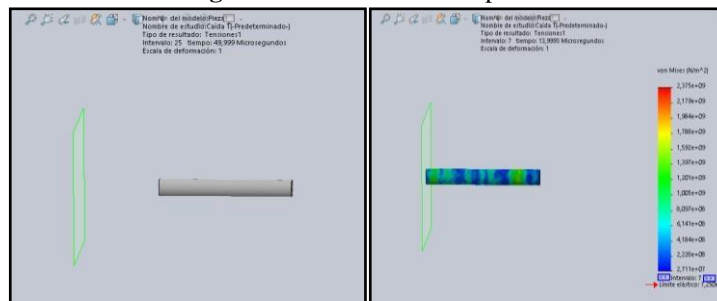 Nombre del modelo: Pieza
Nombre de estudio: Caída Tj-Predeterminado-)
Tipo de resultado: Tensiones1
Intervalo: 25 tiempo: 49,999 Microsegundos
Escala de deformación: 1
Nombre del modelo: Pieza
Nombre de estudio: Caída Tj-Predeterminado-)
Tipo de resultado: Tensiones1
Intervalo: 7 tiempo: 13,9995 Microsegundos
Escala de deformación: 1
von Mises (N/m^2)
2,375e+09
2,179e+09
1,984e+09
1,788e+09
1,592e+09
1,397e+09
1,201e+09
1,005e+09
8,097e+08
6,141e+08
4,184e+08
2,228e+08
2,711e+07
Intervalo: 7
Límite elástico: